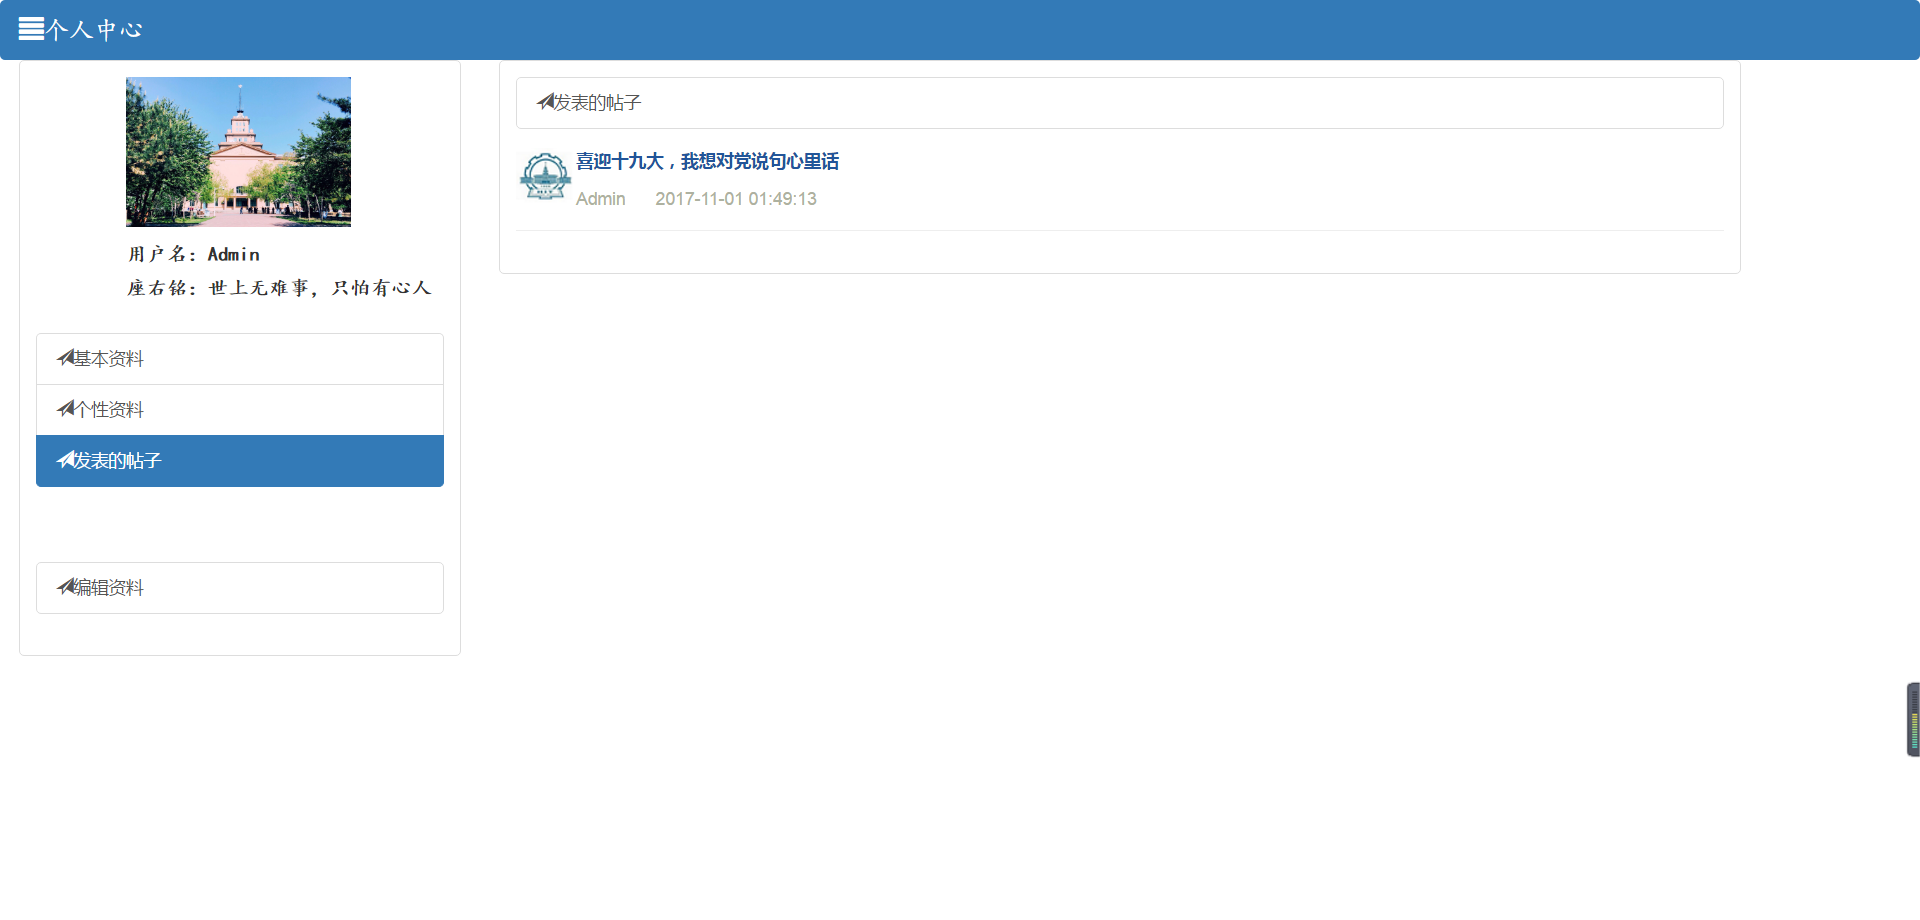 个人中心
用户名：Admin
座右铭：世上无难事，只怕有心人
基本资料
个性资料
发表的帖子
编辑资料
发表的帖子
喜迎十九大，我想对党说句心里话
Admin 2017-11-01 01:49:13